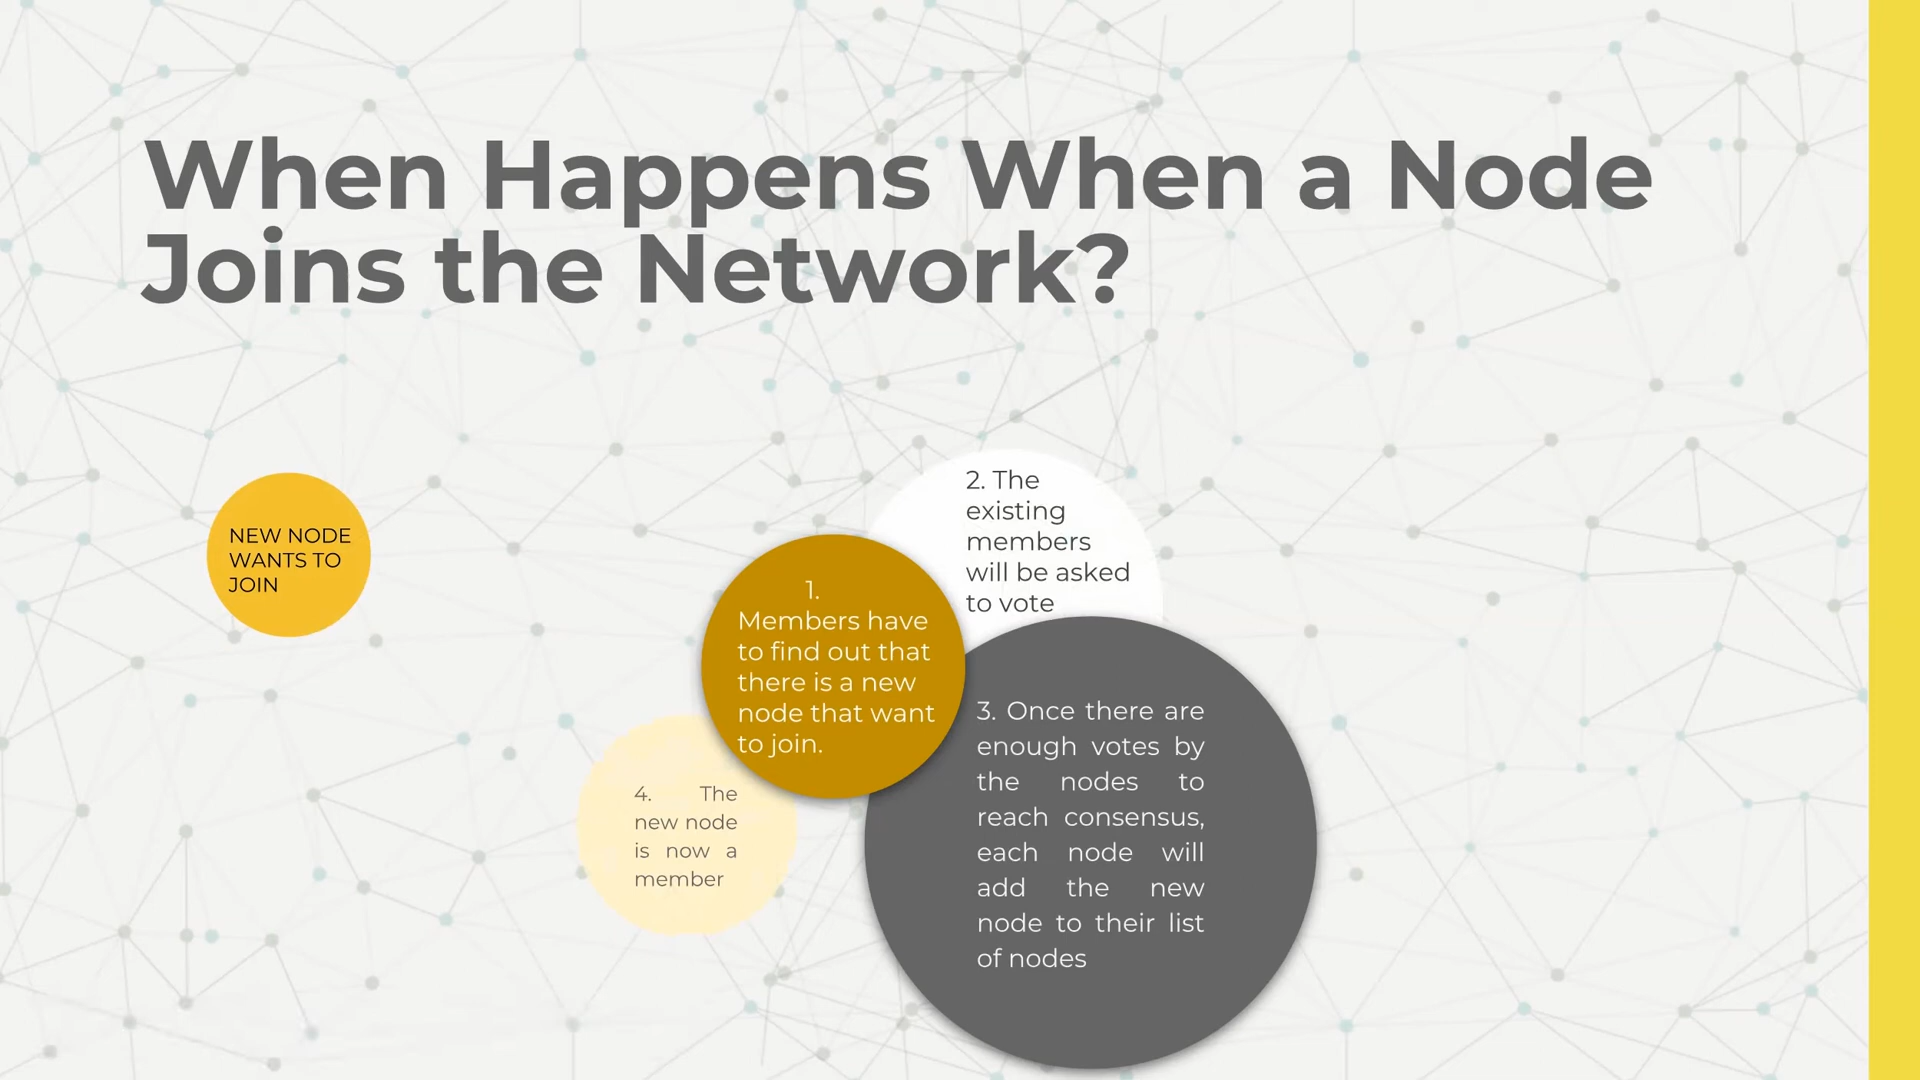 When Happens When a Node
Joins the Network?
NEW NODE
WANTS TO
JOIN
1.
Members have
to find out that
there is a new
node that want
to join.
2. The
existing
members
will be asked
to vote
3. Once there are
enough votes by
the nodes to
reach consensus,
each node will
add the new
node to their list
of nodes
4. The
new node
is now a
member